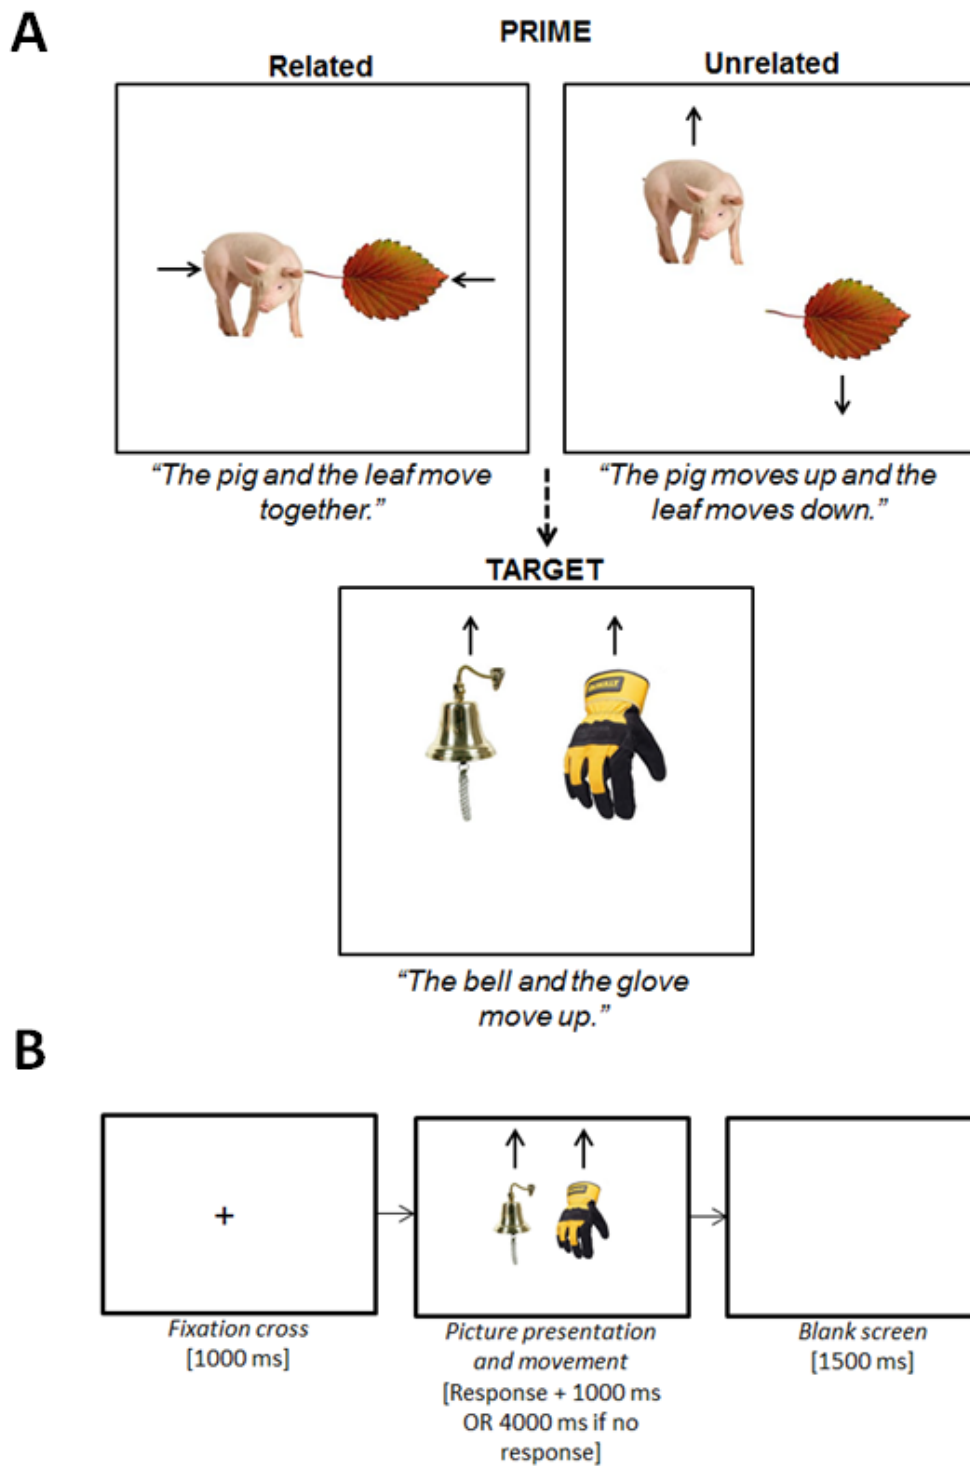 A
PRIME
Related
Unrelated
“The pig and the leaf move
together.”
“The pig moves up and the
leaf moves down.”
TARGET
DEWALT
“The bell and the glove
move up.”
B
+
Fixation cross
[1000 ms]
Picture presentation
and movement
[Response + 1000 ms
OR 4000 ms if no
response]
Blank screen
[1500 ms]